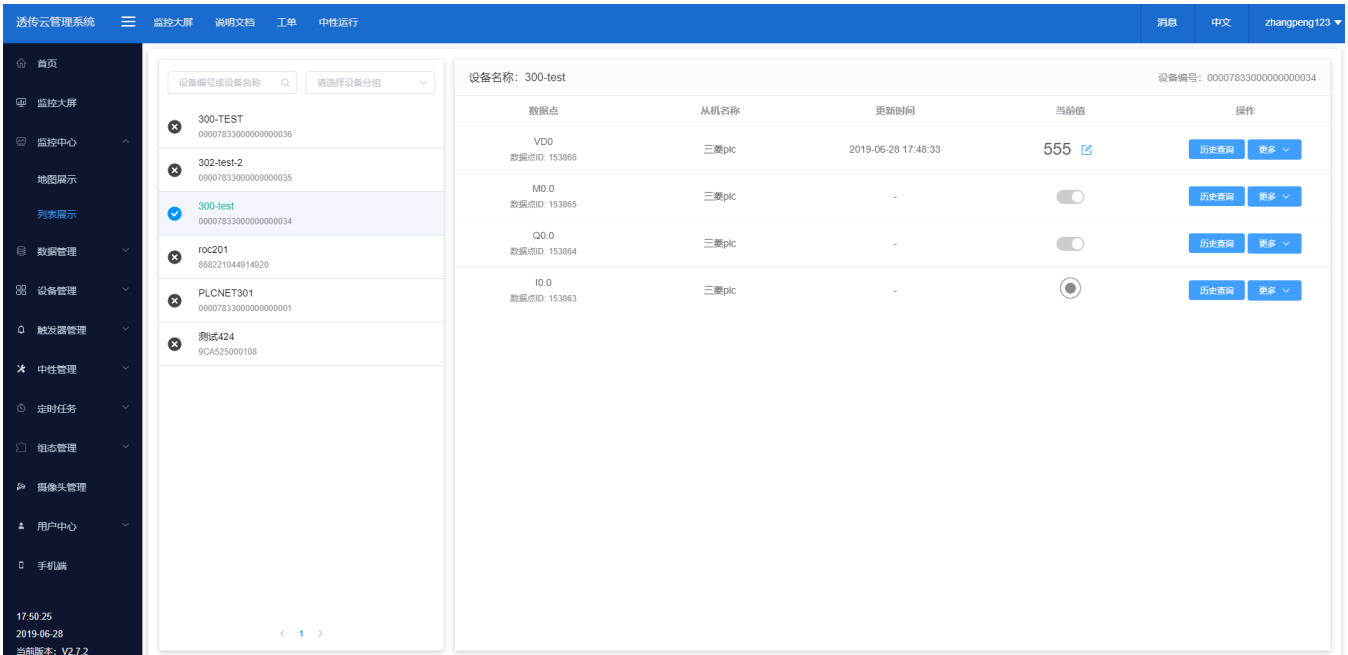 透传云管理系统
监控大屏 说明文档 工单 中性运行
消息 中文 zhangpeng123
首页
监控大屏
监控中心
地图展示
列表展示
数据管理
设备管理
触发器管理
中性管理
定时任务
组态管理
摄像头管理
用户中心
手机端
17:50:25
2019-06-28
当前版本：V2.7.2
设备编号或设备名称 请选择设备分组
300-TEST
00007833000000000036
302-test-2
00007833000000000035
300-test
00007833000000000034
roc201
868221044914920
PLCNET301
00007833000000000001
测试424
9CA525000108
1
设备名称：300-test 设备编号：00007833000000000034
数据点 从机名称 更新时间 当前值 操作
VD0
数据点ID: 153866 三菱plc 2019-06-28 17:48:33 555 历史查询 更多
M0.0
数据点ID: 153865 三菱plc - 历史查询 更多
Q0.0
数据点ID: 153864 三菱plc - 历史查询 更多
I0.0
数据点ID: 153863 三菱plc - 历史查询 更多